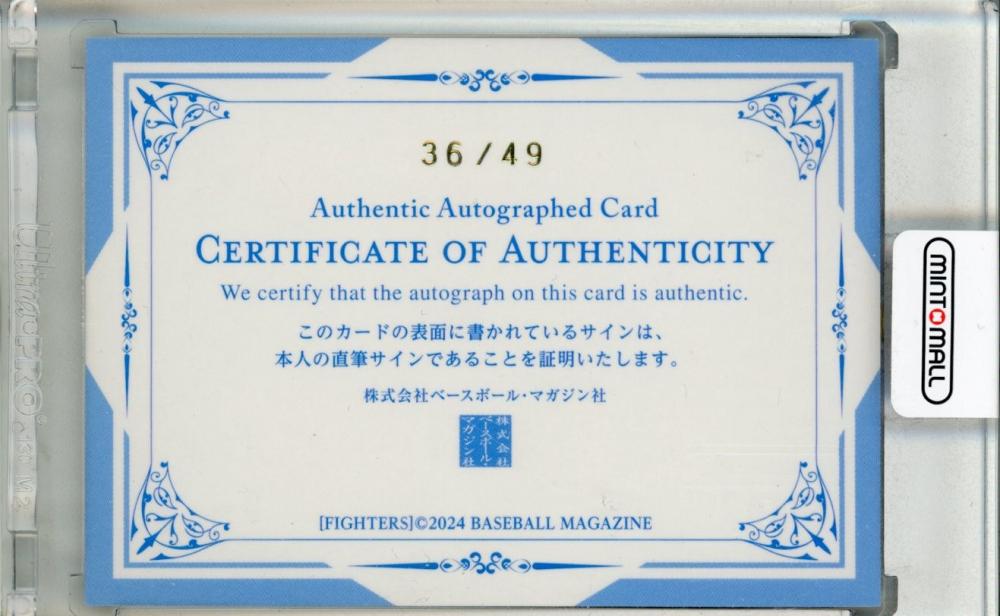 36/49
Authentic Autographed Card
CERTIFICATE OF AUTHENTICITY
We certify that the autograph on this card is authentic.
このカードの表面に書かれているサインは、
本人の直筆サインであることを証明いたします。
株式会社ベースボール・マガジン社
株式会社
ベースボール・
マガジン社
[FIGHTERS]©2024 BASEBALL MAGAZINE
MINTOMALL
UltraPRO